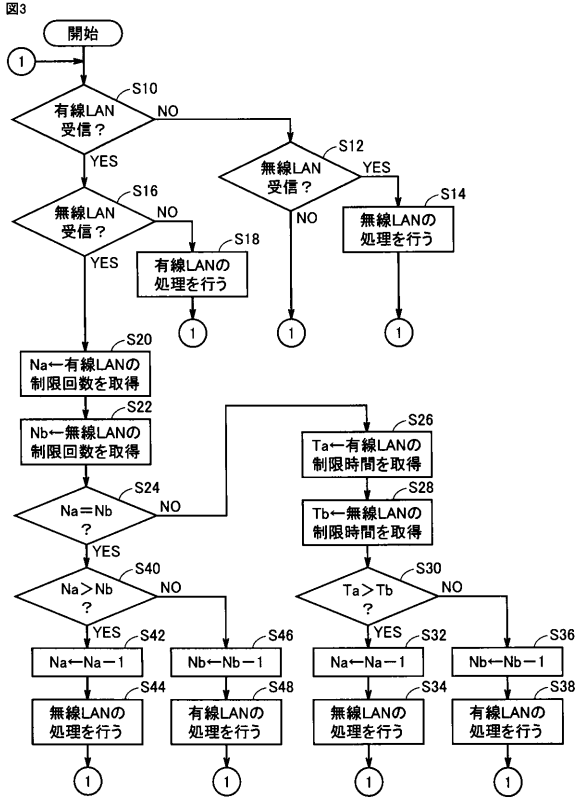 図3
開始
1
S10
有線LAN
受信？
NO
YES
S12
無線LAN
受信？
YES
NO
S14
無線LANの
処理を行う
1
1
S16
無線LAN
受信？
NO
YES
S18
有線LANの
処理を行う
1
S20
Na←有線LANの
制限回数を取得
S22
Nb←無線LANの
制限回数を取得
S24
Na＝Nb
？
NO
YES
S26
Ta←有線LANの
制限時間を取得
S28
Tb←無線LANの
制限時間を取得
S30
Ta＞Tb
？
NO
YES
S40
Na＞Nb
？
NO
YES
S42
Na←Na－1
S44
無線LANの
処理を行う
1
S46
Nb←Nb－1
S48
有線LANの
処理を行う
1
S32
Na←Na－1
S34
無線LANの
処理を行う
1
S36
Nb←Nb－1
S38
有線LANの
処理を行う
1